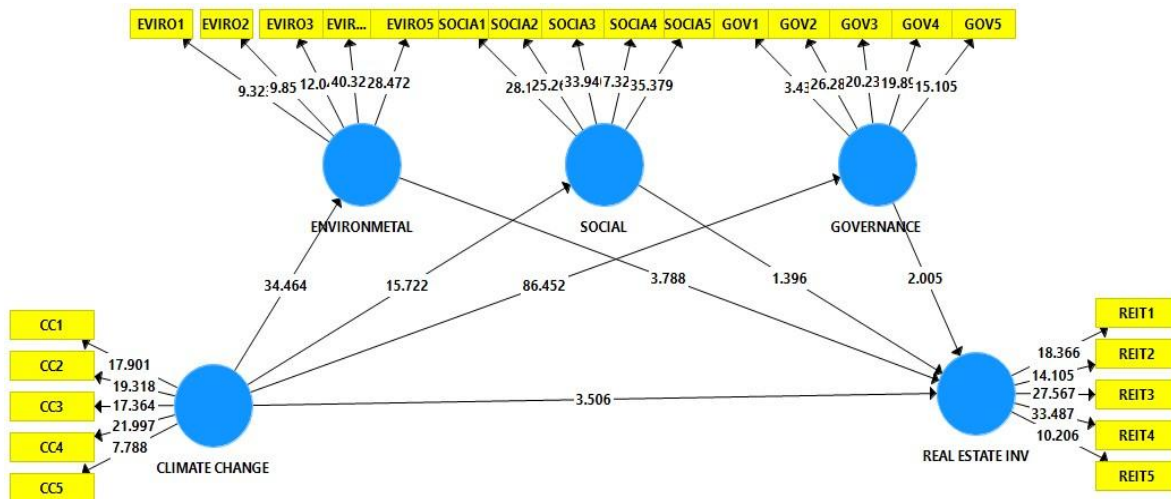 EVIRO1 EVIRO2 EVIRO3 EVIR... EVIRO5 SOCIA1 SOCIA2 SOCIA3 SOCIA4 SOCIA5 GOV1 GOV2 GOV3 GOV4 GOV5
40.32 28.472 35.379 15.105
ENVIRONMETAL SOCIAL GOVERNANCE
34.464 15.722 86.452 3.788 1.396 2.005
CC1 REIT1
17.901 18.366
CC2 REIT2
19.318 14.105
CC3 REIT3
17.364 27.567
3.506
21.997 33.487
CC4 REIT4
7.788 10.206
CLIMATE CHANGE REAL ESTATE INV
CC5 REIT5